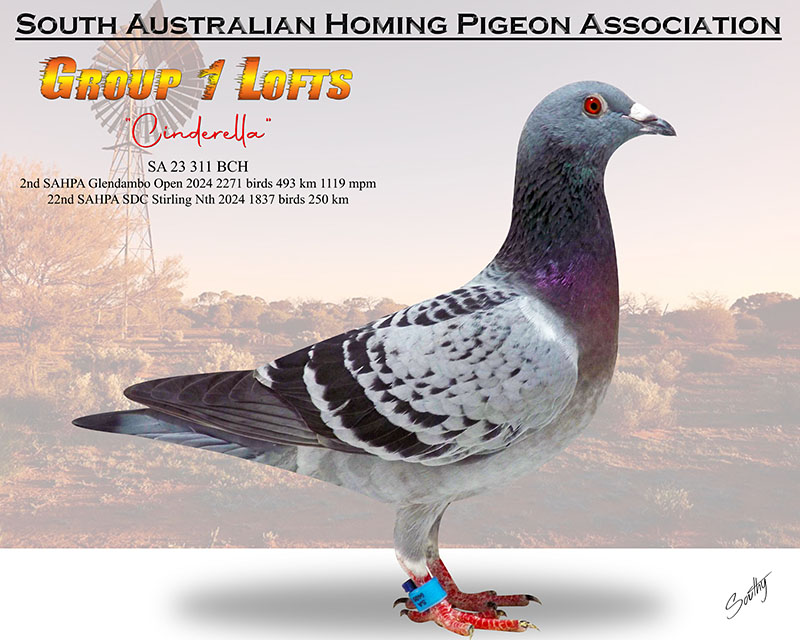 South Australian Homing Pigeon Association
Group 1 Lofts
"Cinderella"
SA 23 311 BCH
2nd SAHPA Glendambo Open 2024 2271 birds 493 km 1119 mpm
22nd SAHPA SDC Stirling Nth 2024 1837 birds 250 km
Southy